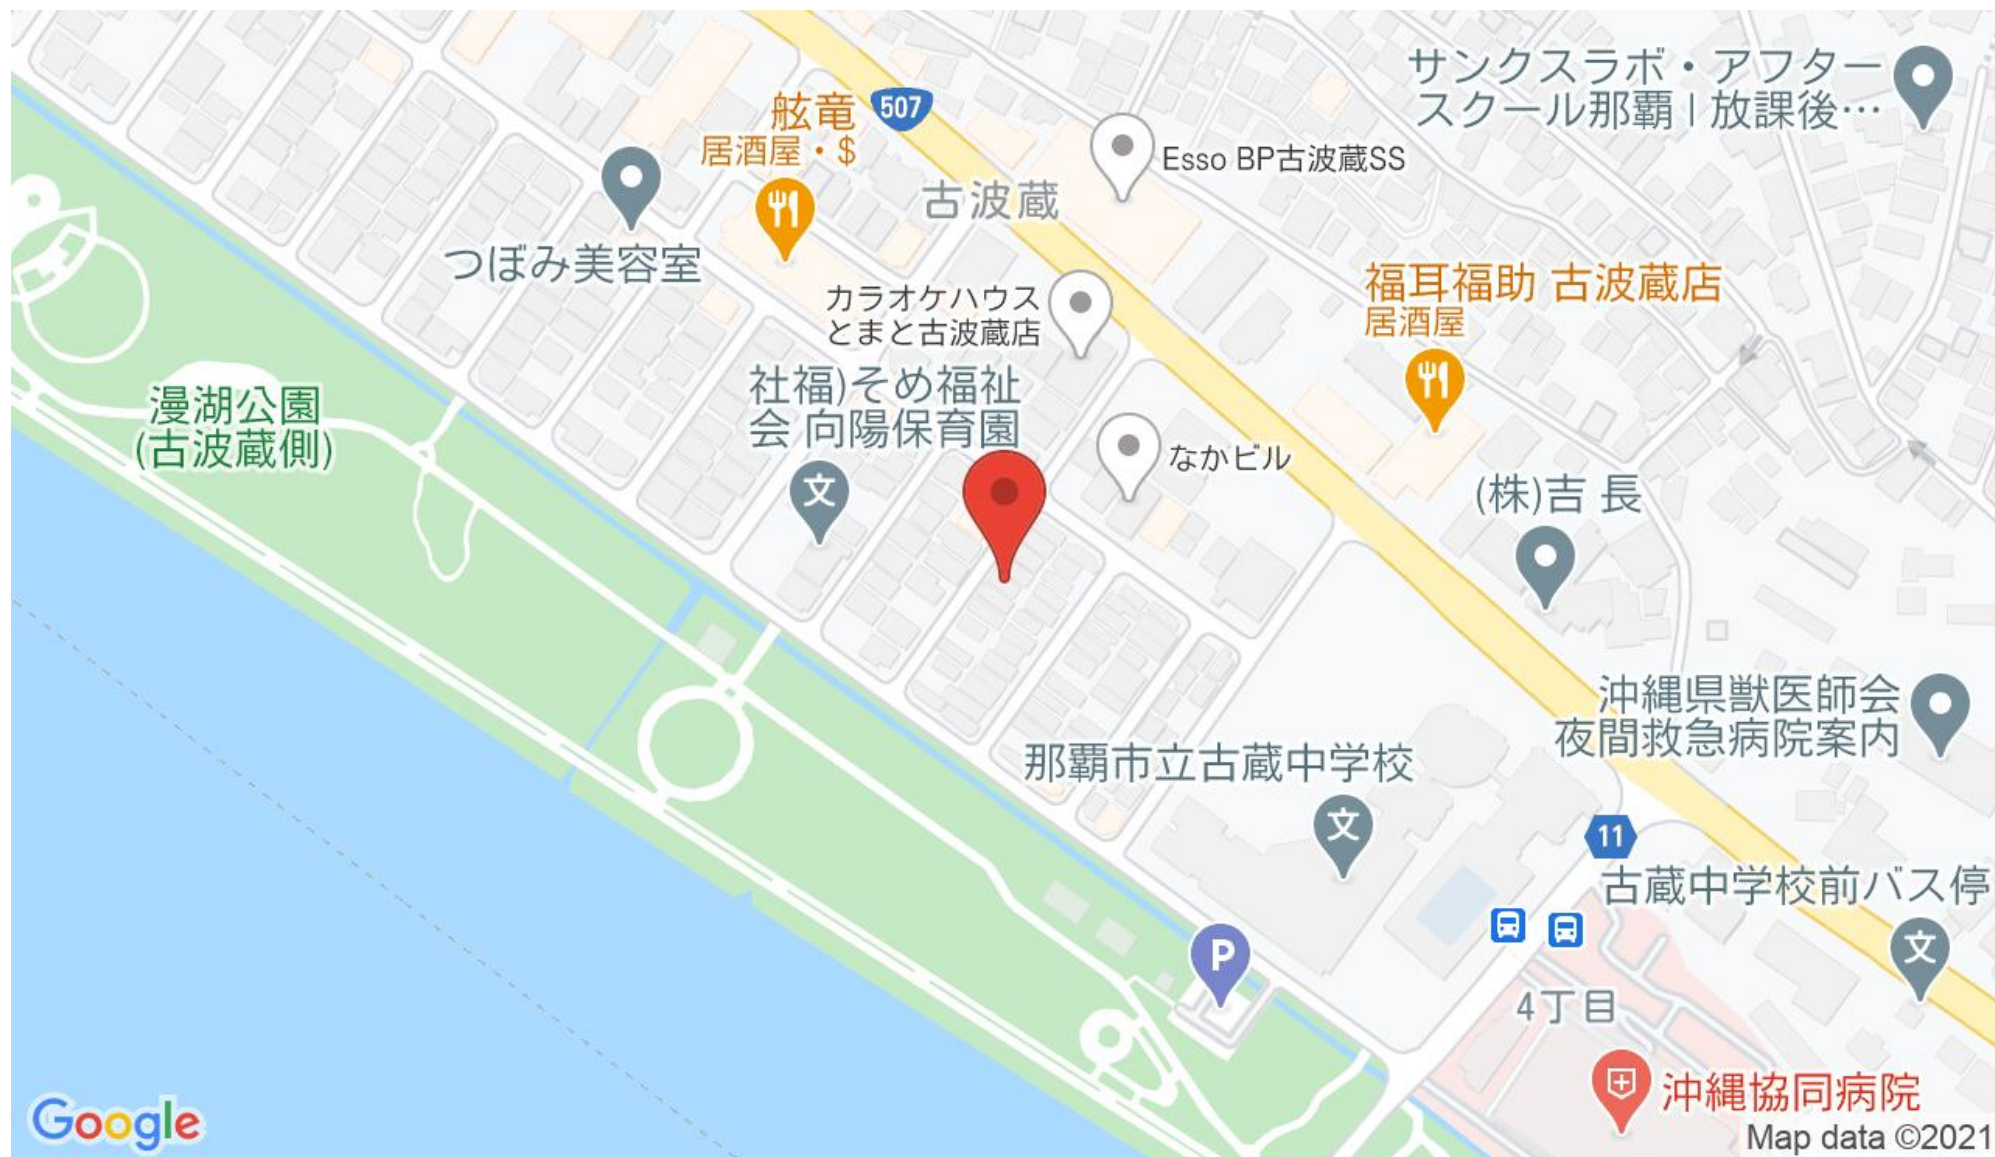 サンクスラボ・アフター
スクール那覇 | 放課後…
舷竜
居酒屋・$
507
Esso BP古波蔵SS
古波蔵
つぼみ美容室
カラオケハウス
とまと古波蔵店
福耳福助 古波蔵店
居酒屋
社福)そめ福祉
会 向陽保育園
漫湖公園
(古波蔵側)
なかビル
文
(株)吉 長
沖縄県獣医師会
夜間救急病院案内
那覇市立古蔵中学校
文
11
古蔵中学校前バス停
文
P
4丁目
沖縄協同病院
Google
Map data ©2021